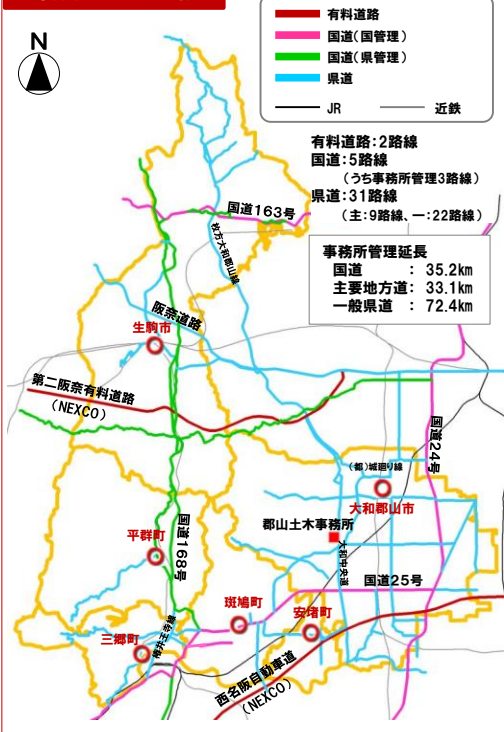 有料道路
国道(国管理)
国道(県管理)
県道
JR 近鉄
N
有料道路:2路線
国道:5路線
(うち事務所管理3路線)
県道:31路線
(主:9路線、一:22路線)
事務所管理延長
国道 : 35.2km
主要地方道: 33.1km
一般県道 : 72.4km
国道163号
枚方大和郡山線
阪奈道路
生駒市
第二阪奈有料道路
(NEXCO)
国道24号
(都)城廻り線
大和郡山市
郡山土木事務所
国道168号
平群町
大和中央道
国道25号
斑鳩町
安堵町
三郷町
西名阪自動車道
(NEXCO)